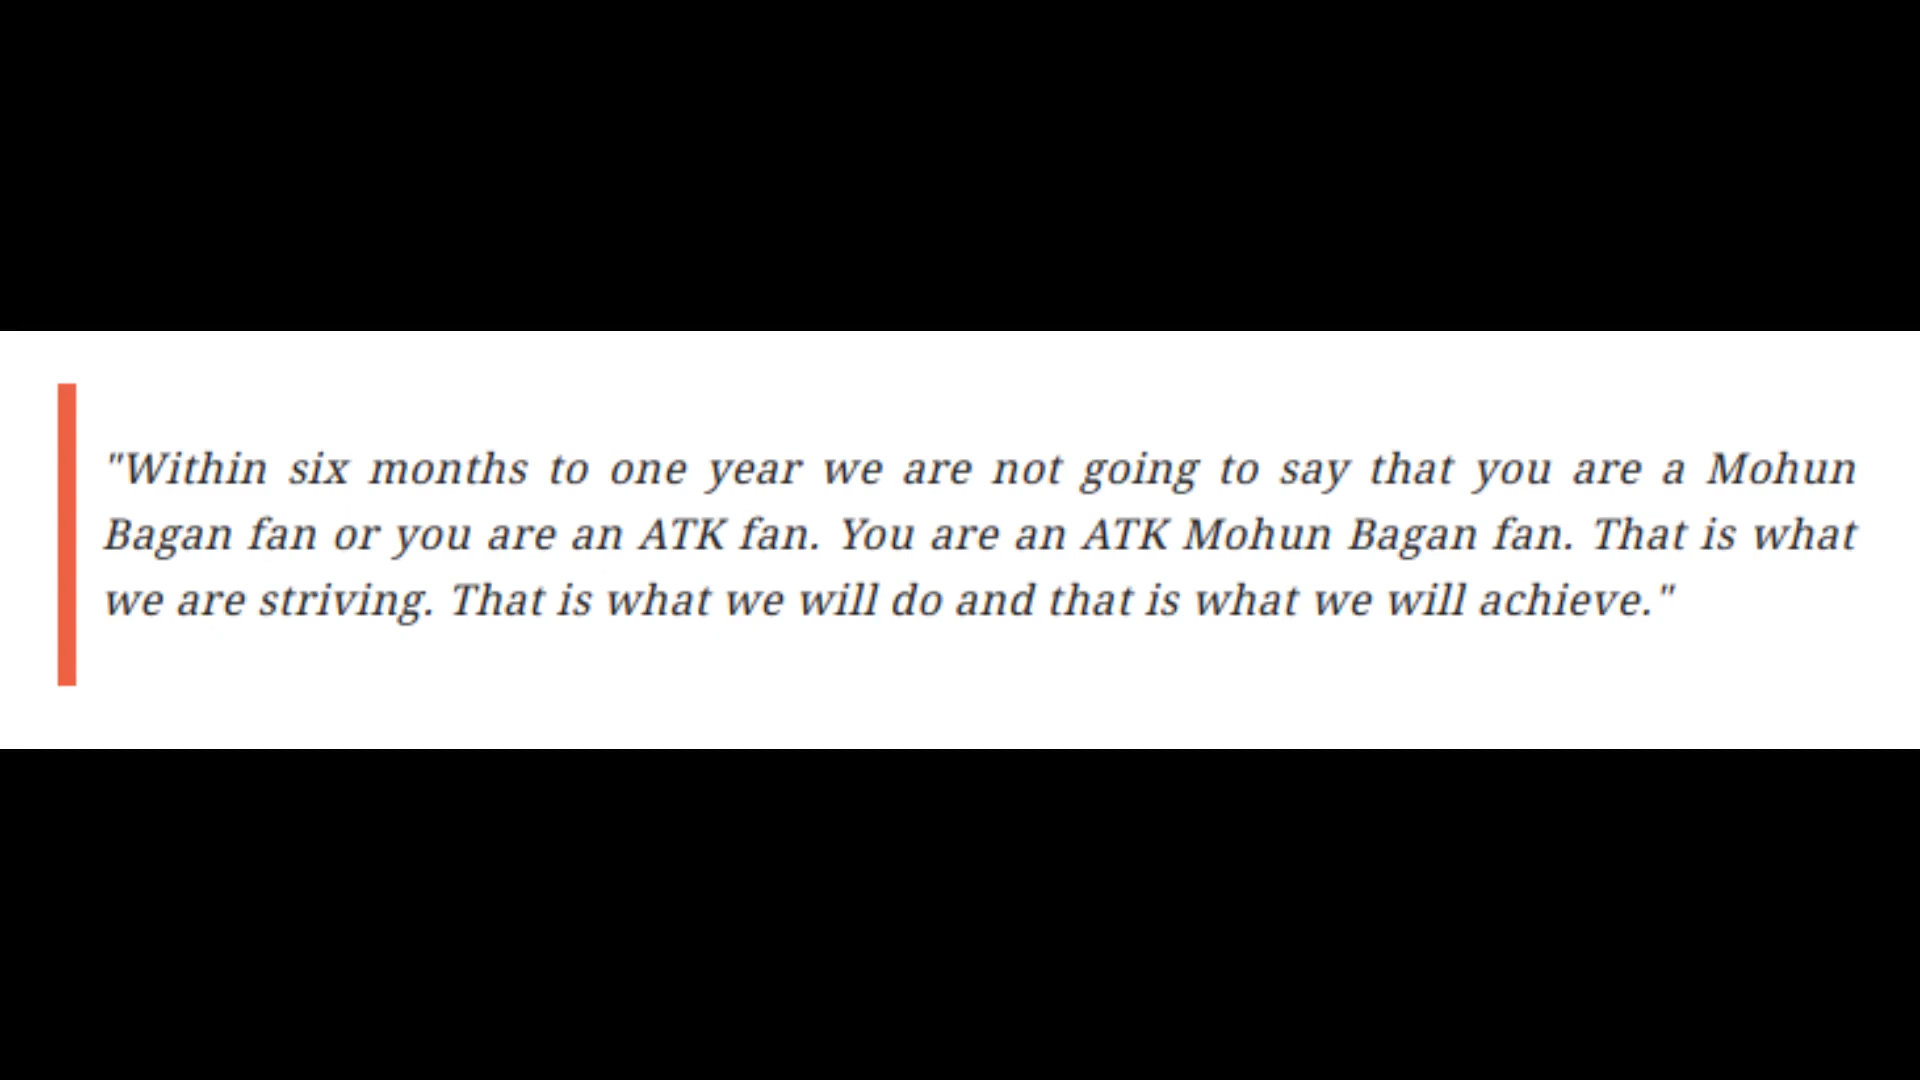 "Within six months to one year we are not going to say that you are a Mohun
Bagan fan or you are an ATK fan. You are an ATK Mohun Bagan fan. That is what
we are striving. That is what we will do and that is what we will achieve."